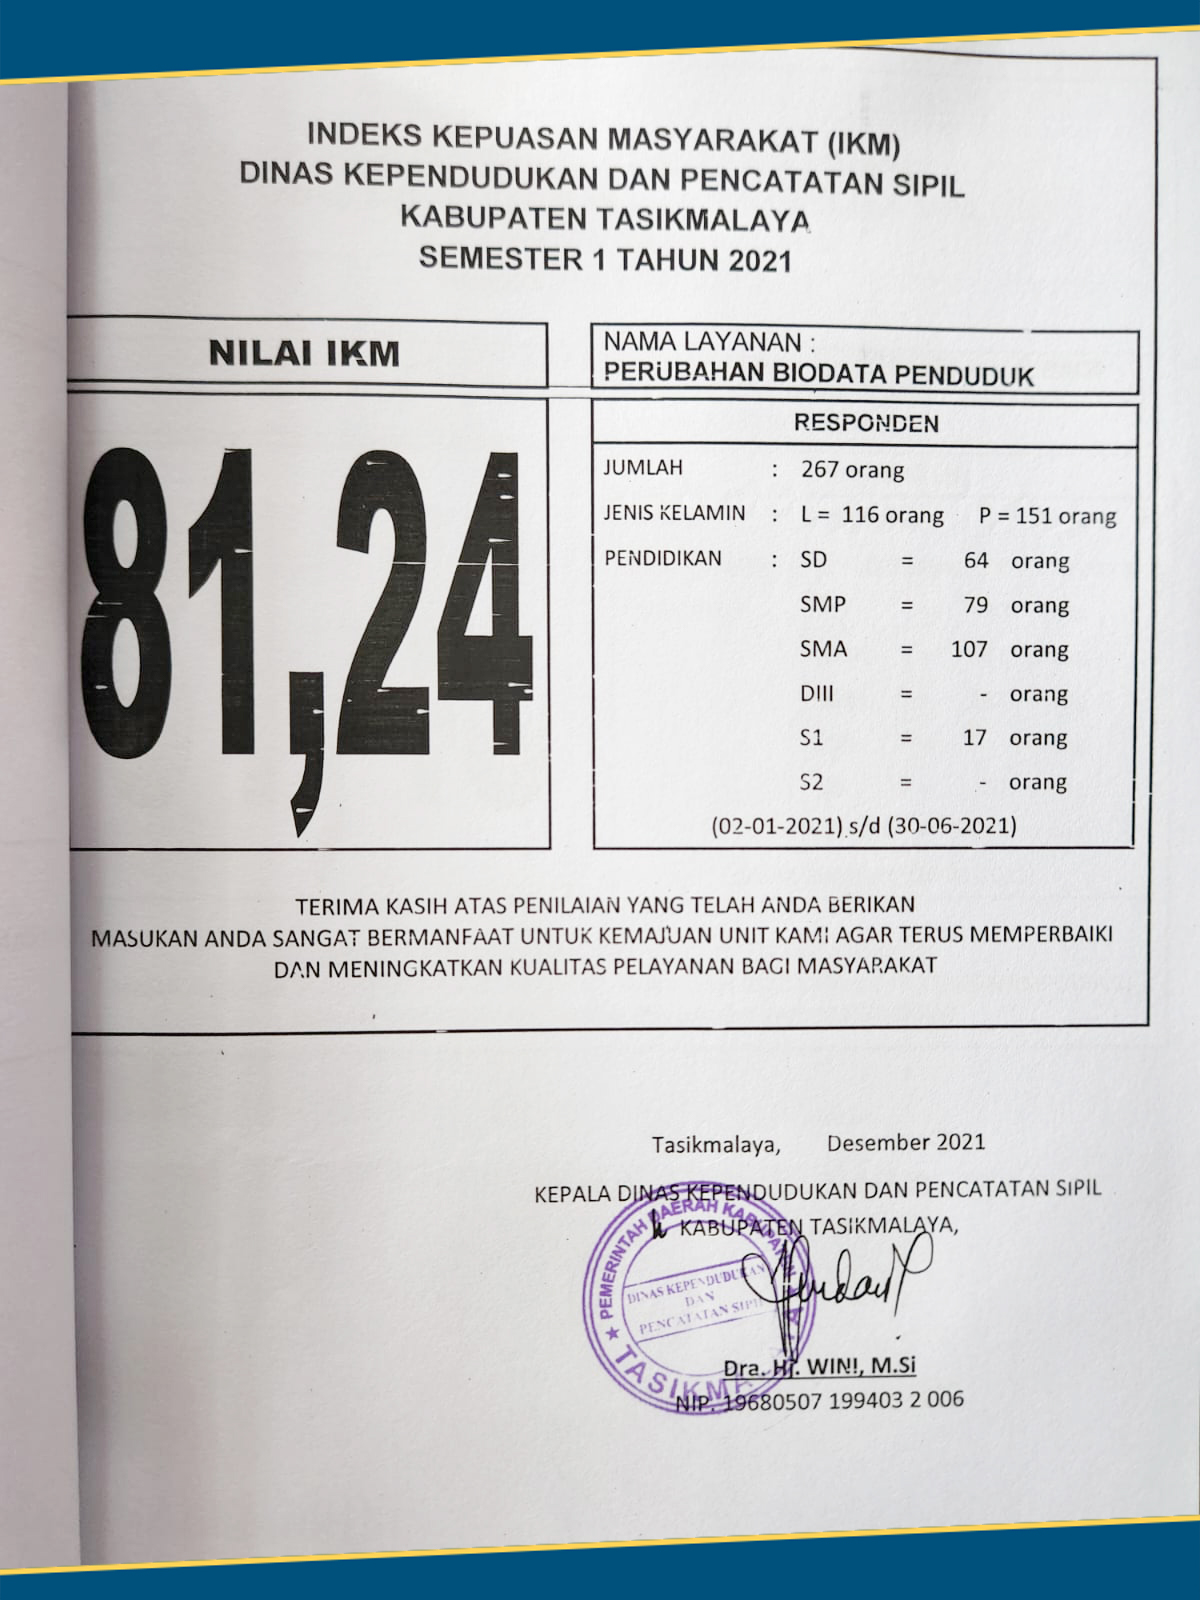 INDEKS KEPUASAN MASYARAKAT (IKM)
DINAS KEPENDUDUKAN DAN PENCATATAN SIPIL
KABUPATEN TASIKMALAYA
SEMESTER 1 TAHUN 2021
NILAI IKM
81,24
NAMA LAYANAN :
PERUBAHAN BIODATA PENDUDUK
RESPONDEN
JUMLAH : 267 orang
JENIS KELAMIN : L = 116 orang P = 151 orang
PENDIDIKAN : SD = 64 orang
SMP = 79 orang
SMA = 107 orang
DIII = - orang
S1 = 17 orang
S2 = - orang
(02-01-2021) s/d (30-06-2021)
TERIMA KASIH ATAS PENILAIAN YANG TELAH ANDA BERIKAN
MASUKAN ANDA SANGAT BERMANFAAT UNTUK KEMAJUAN UNIT KAMI AGAR TERUS MEMPERBAIKI
DAN MENINGKATKAN KUALITAS PELAYANAN BAGI MASYARAKAT
Tasikmalaya, Desember 2021
KEPALA DINAS KEPENDUDUKAN DAN PENCATATAN SIPIL
KABUPATEN TASIKMALAYA,
PEMERINTAH DAERAH KABUPATEN
DINAS KEPENDUDUKAN
DAN
PENCATATAN SIPIL
TASIKMALAYA
Dra. Hj. WINI, M.Si
NIP. 19680507 199403 2 006